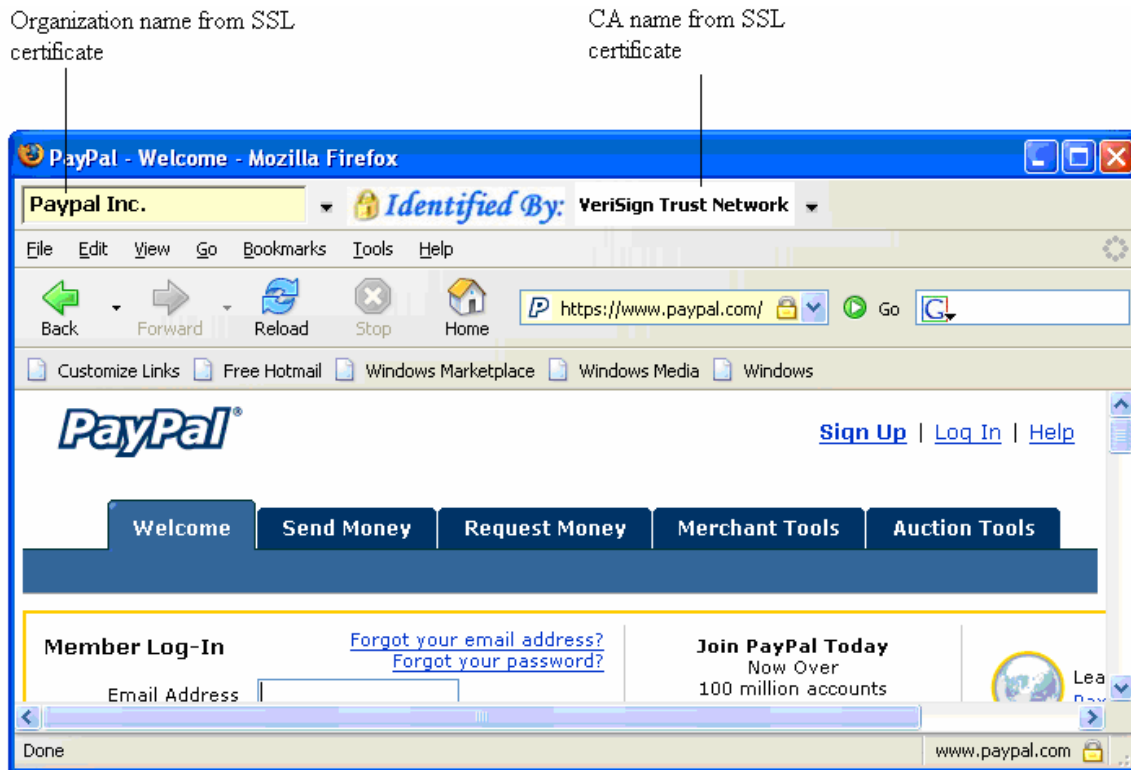 Organization name from SSL
certificate
CA name from SSL
certificate
PayPal - Welcome - Mozilla Firefox
Paypal Inc.
Identified By: VeriSign Trust Network
File Edit View Go Bookmarks Tools Help
Back Forward Reload Stop Home https://www.paypal.com/ Go G
Customize Links Free Hotmail Windows Marketplace Windows Media Windows
PayPal®
Sign Up | Log In | Help
Welcome Send Money Request Money Merchant Tools Auction Tools
Member Log-In
Forgot your email address?
Forgot your password?
Email Address
Join PayPal Today
Now Over
100 million accounts
Lea
Done www.paypal.com